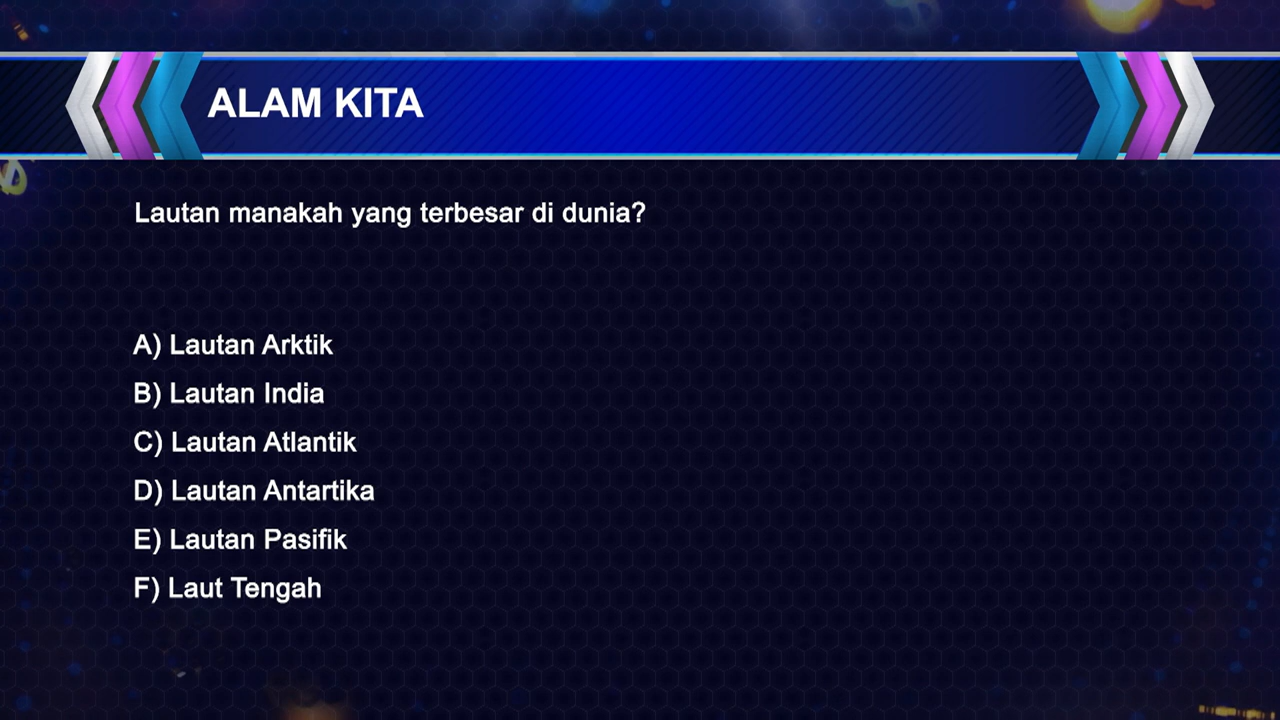 ALAM KITA
Lautan manakah yang terbesar di dunia?
A) Lautan Arktik
B) Lautan India
C) Lautan Atlantik
D) Lautan Antartika
E) Lautan Pasifik
F) Laut Tengah